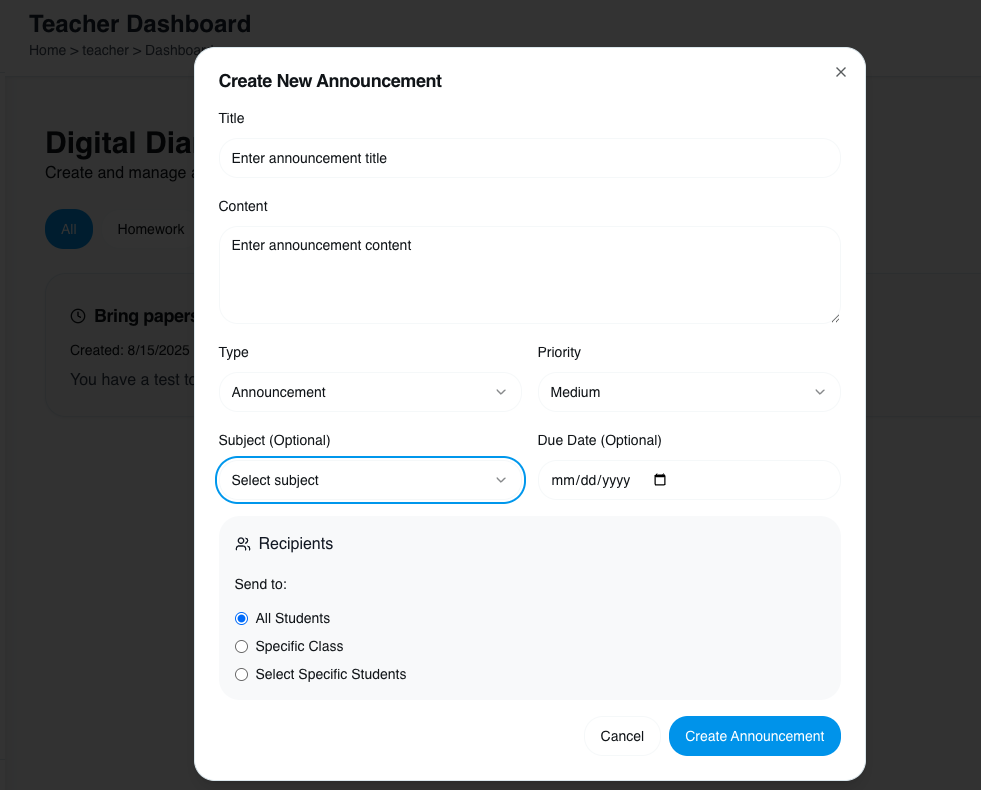 Teacher Dashboard
Home > teacher >
Create New Announcement
Title
Enter announcement title
Content
Enter announcement content
Type
Priority
Announcement
Medium
Subject (Optional)
Due Date (Optional)
Select subject
mm/dd/yyyy
Recipients
Send to:
All Students
Specific Class
Select Specific Students
Cancel
Create Announcement
Digital
Create and manage
All
Homework
Bring papers
Created: 8/15/2025
You have a test